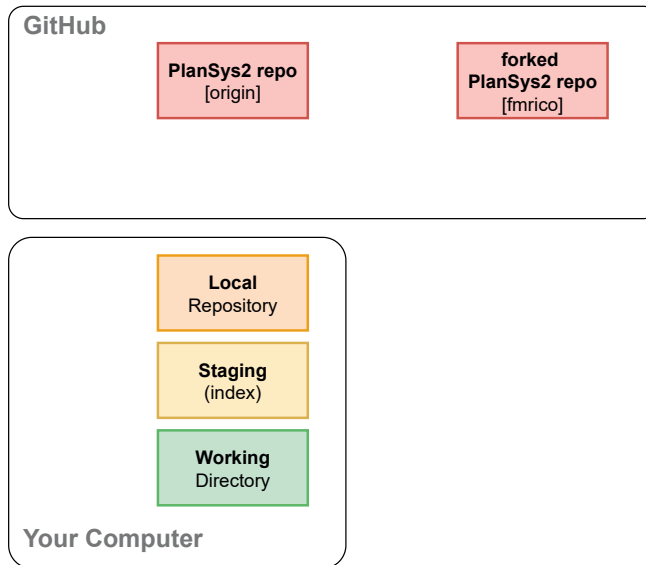 GitHub
PlanSys2 repo
[origin]
forked
PlanSys2 repo
[fmrico]
Local
Repository
Staging
(index)
Working
Directory
Your Computer